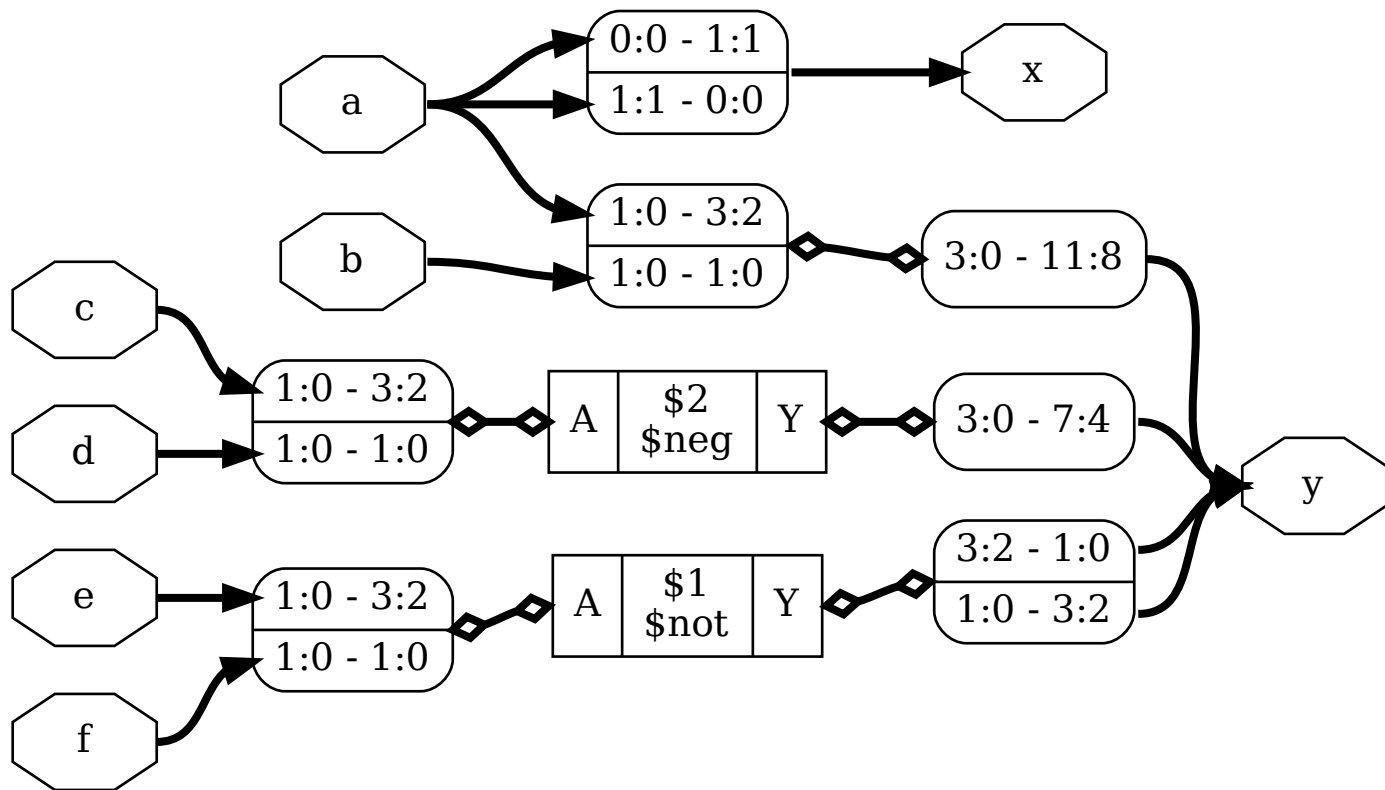 a
0:0 - 1:1
1:1 - 0:0
x
b
1:0 - 3:2
1:0 - 1:0
3:0 - 11:8
c
d
1:0 - 3:2
1:0 - 1:0
A
$2
$neg
Y
3:0 - 7:4
y
e
f
1:0 - 3:2
1:0 - 1:0
A
$1
$not
Y
3:2 - 1:0
1:0 - 3:2